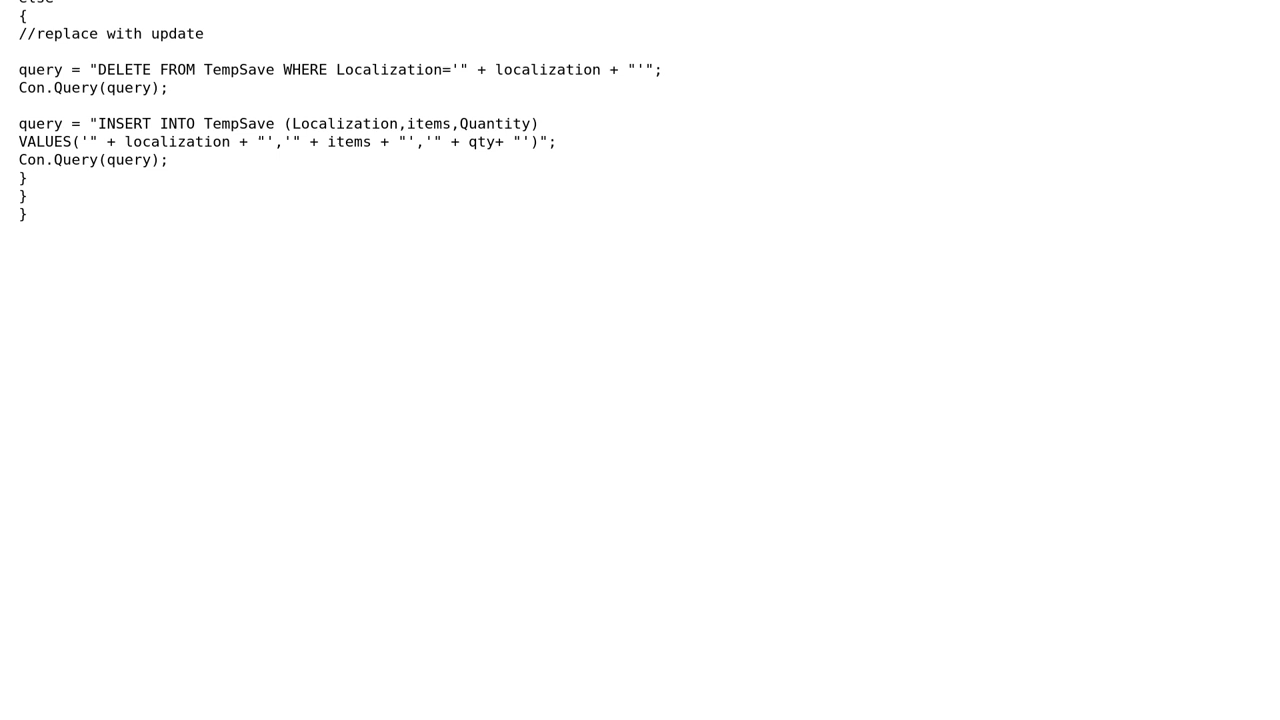 else
{
//replace with update
query = "DELETE FROM TempSave WHERE Localization='" + localization + "'";
Con.Query(query);
query = "INSERT INTO TempSave (Localization,items,Quantity)
VALUES('" + localization + "','" + items + "','" + qty+ "')";
Con.Query(query);
}
}
}